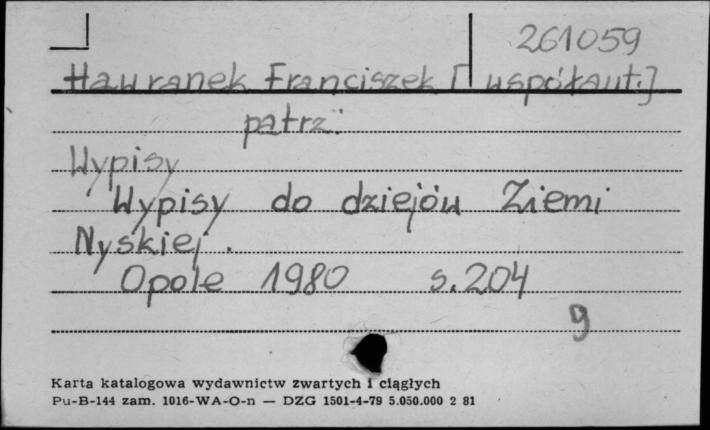 261059
Hawranek Franciszek [współaut.]
patrz:
Wypisy
Wypisy do dziejów Ziemi
Nyskiej.
Opole 1980 s.204
9
Karta katalogowa wydawnictw zwartych i ciągłych
Pu-B-144 zam. 1016-WA-O-n — DZG 1501-4-79 5.050.000 2 81